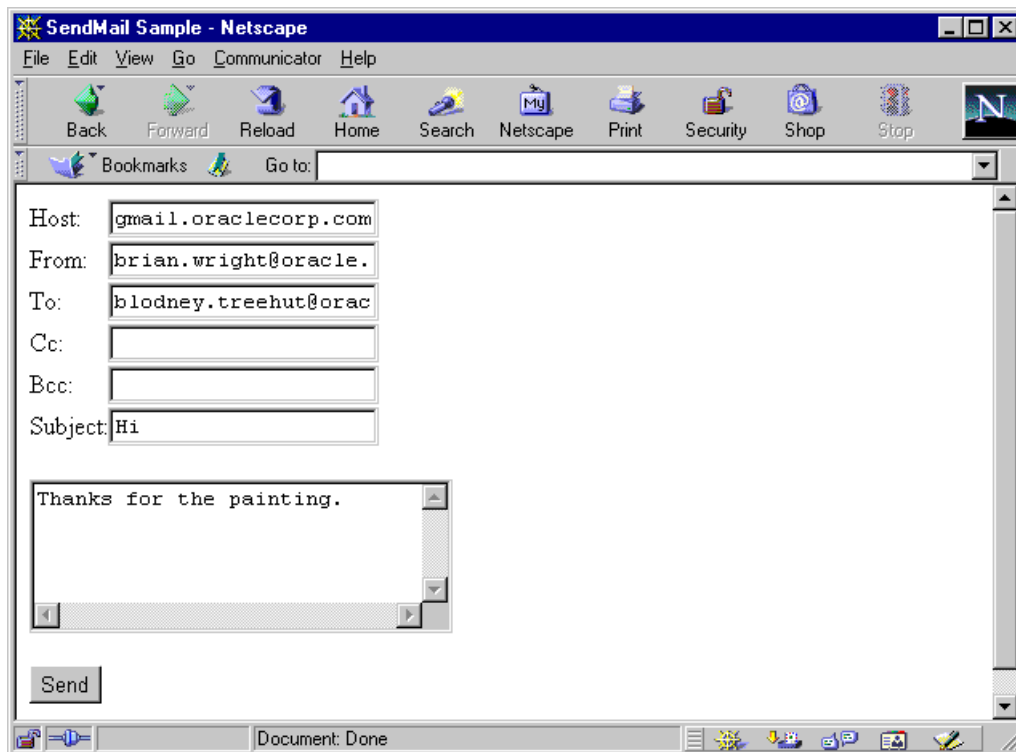 SendMail Sample - Netscape
File Edit View Go Communicator Help
Back Forward Reload Home Search Netscape Print Security Shop Stop
My
N
Bookmarks Go to:
Host: gmail.oraclecorp.com
From: brian.wright@oracle.
To: blodney.treehut@orac
Cc:
Bcc:
Subject: Hi
Thanks for the painting.
Send
Document: Done